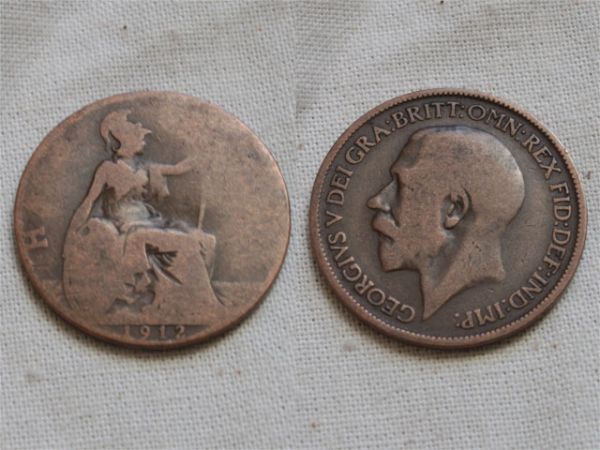 H
1912
GEORGIVS V DEI GRA:BRITT:OMN:REX FID:DEF:IND:IMP: